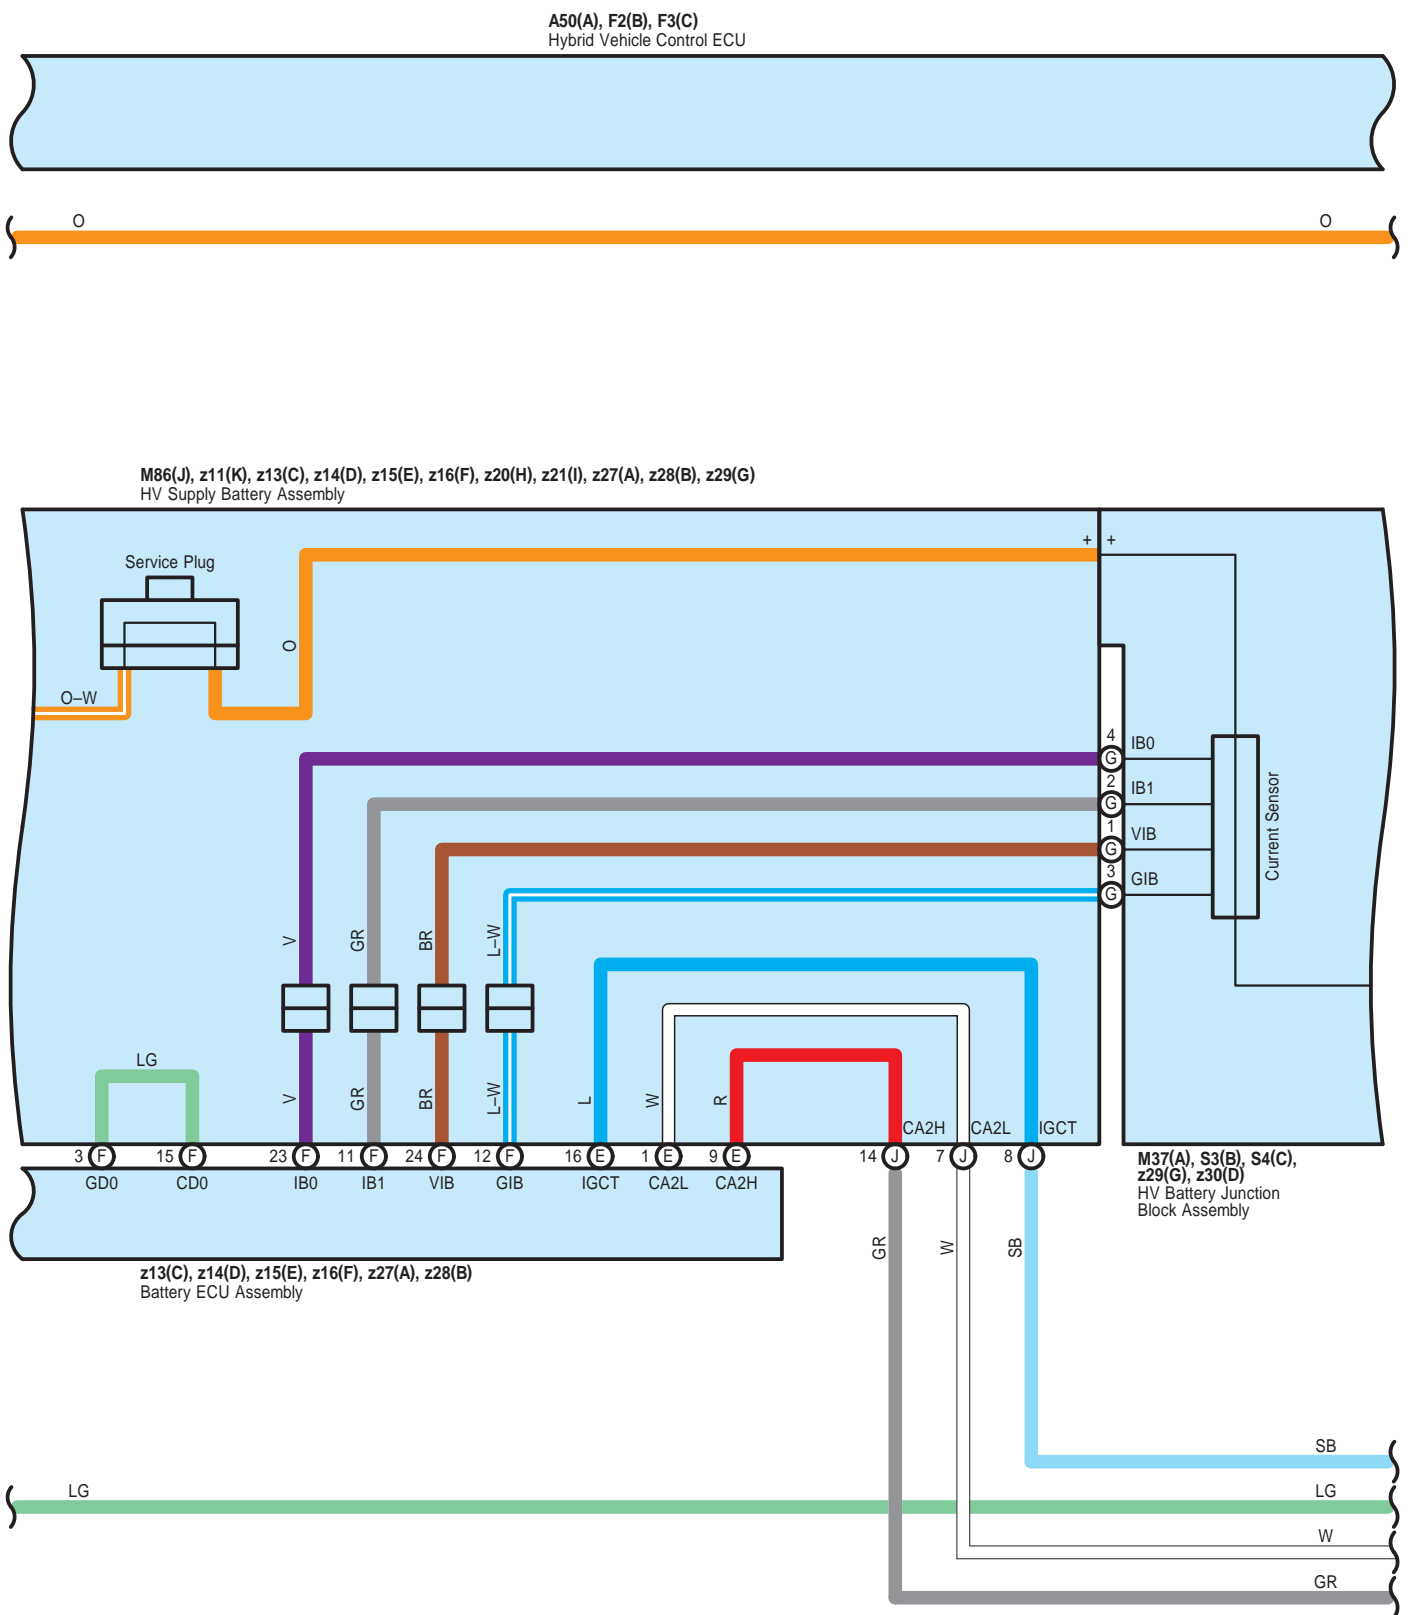 A50(A), F2(B), F3(C)
Hybrid Vehicle Control ECU
O O
M86(J), z11(K), z13(C), z14(D), z15(E), z16(F), z20(H), z21(I), z27(A), z28(B), z29(G)
HV Supply Battery Assembly
+ +
Service Plug
O
O–W
4 G IB0
2 G IB1
1 G VIB
3 G GIB
Current Sensor
V GR BR L–W
LG
V GR BR L–W L W R
CA2H CA2L IGCT
3 F 15 F 23 F 11 F 24 F 12 F 16 E 1 E 9 E 14 J 7 J 8 J
GD0 CD0 IB0 IB1 VIB GIB IGCT CA2L CA2H
M37(A), S3(B), S4(C),
z29(G), z30(D)
HV Battery Junction
Block Assembly
GR W SB
z13(C), z14(D), z15(E), z16(F), z27(A), z28(B)
Battery ECU Assembly
SB
LG LG
W
GR